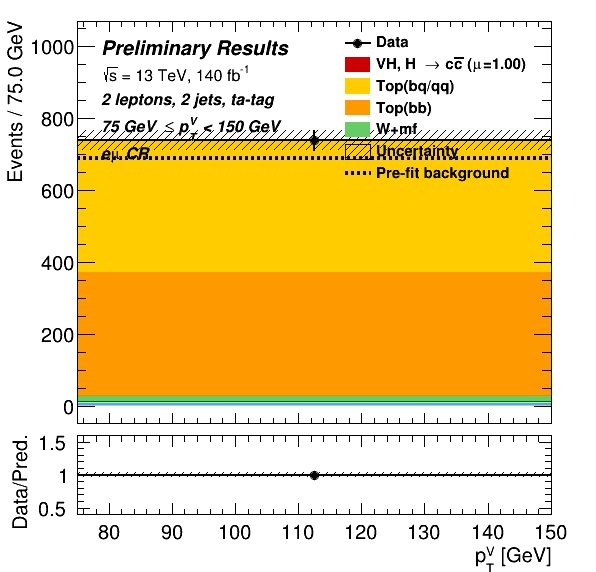 Events / 75.0 GeV
1000
800
600
400
200
0
Preliminary Results
√s = 13 TeV, 140 fb⁻¹
2 leptons, 2 jets, ta-tag
75 GeV ≤ p_T^V < 150 GeV
eμ CR
Data
VH, H → cc̅ (μ=1.00)
Top(bq/qq)
Top(bb)
W+mf
Uncertainty
Pre-fit background
Data/Pred.
1.5
1
0.5
80 90 100 110 120 130 140 150
p_T^V [GeV]